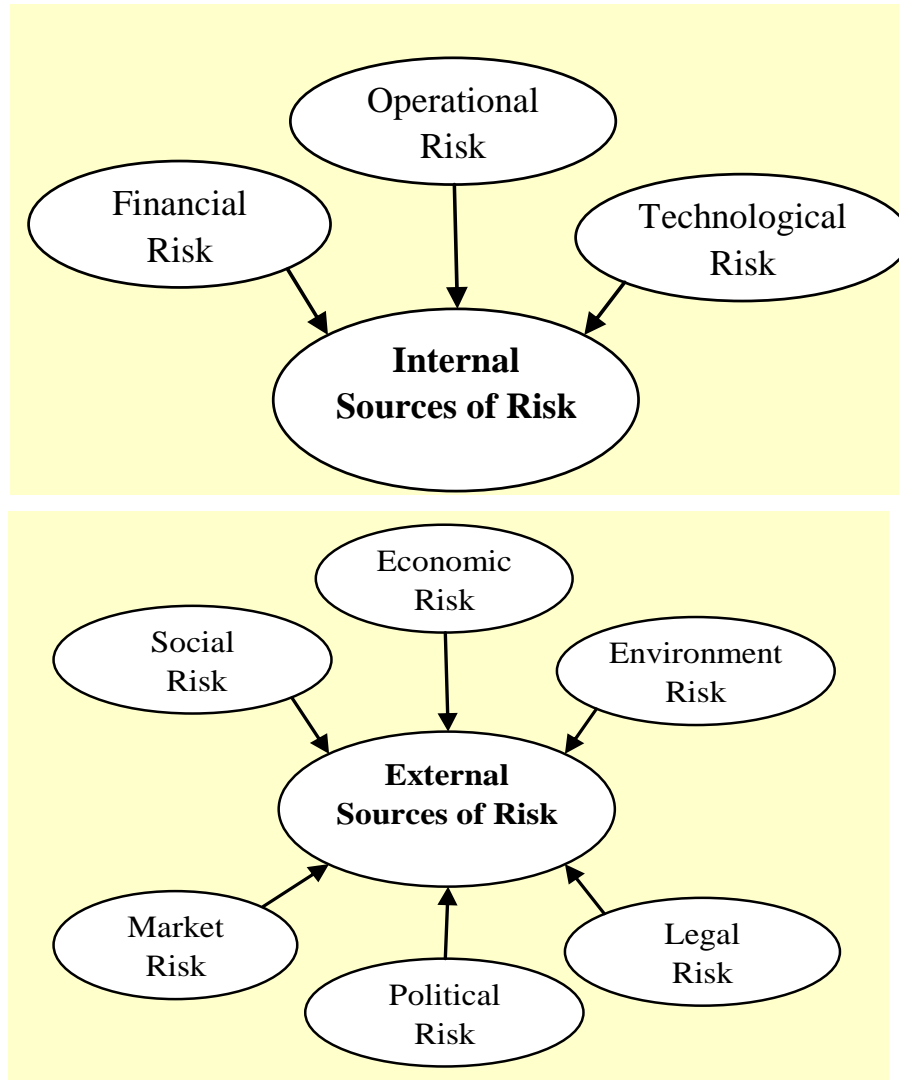 Operational
Risk
Financial
Risk
Technological
Risk
Internal
Sources of Risk
Economic
Risk
Social
Risk
Environment
Risk
External
Sources of Risk
Market
Risk
Legal
Risk
Political
Risk